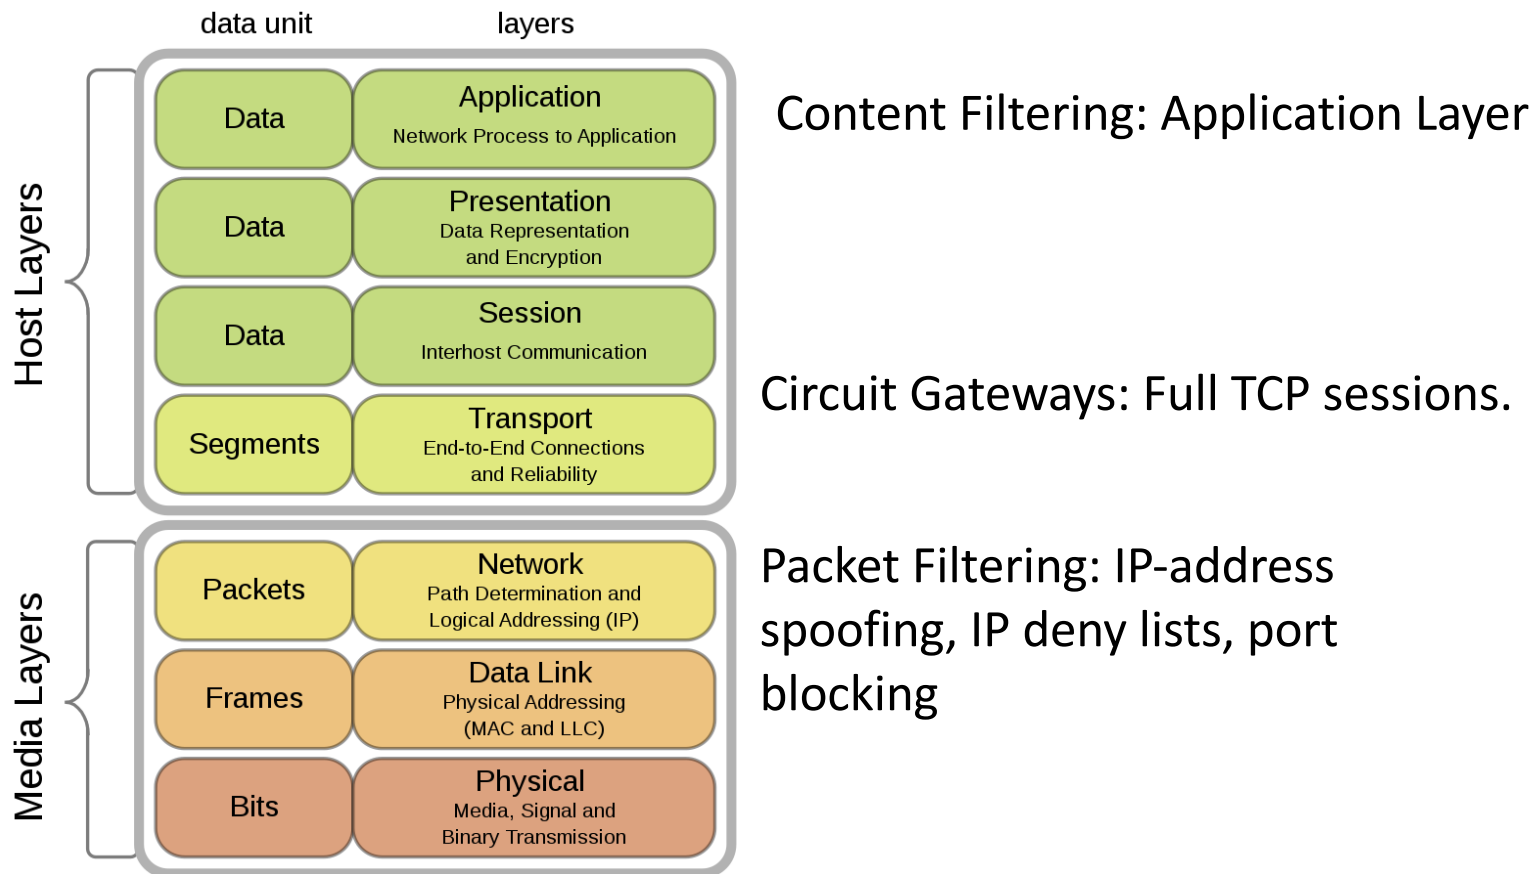 data unit
layers
Host Layers
Data
Application
Network Process to Application
Content Filtering: Application Layer
Data
Presentation
Data Representation
and Encryption
Data
Session
Interhost Communication
Circuit Gateways: Full TCP sessions.
Segments
Transport
End-to-End Connections
and Reliability
Media Layers
Packets
Network
Path Determination and
Logical Addressing (IP)
Packet Filtering: IP-address
spoofing, IP deny lists, port
blocking
Frames
Data Link
Physical Addressing
(MAC and LLC)
Bits
Physical
Media, Signal and
Binary Transmission